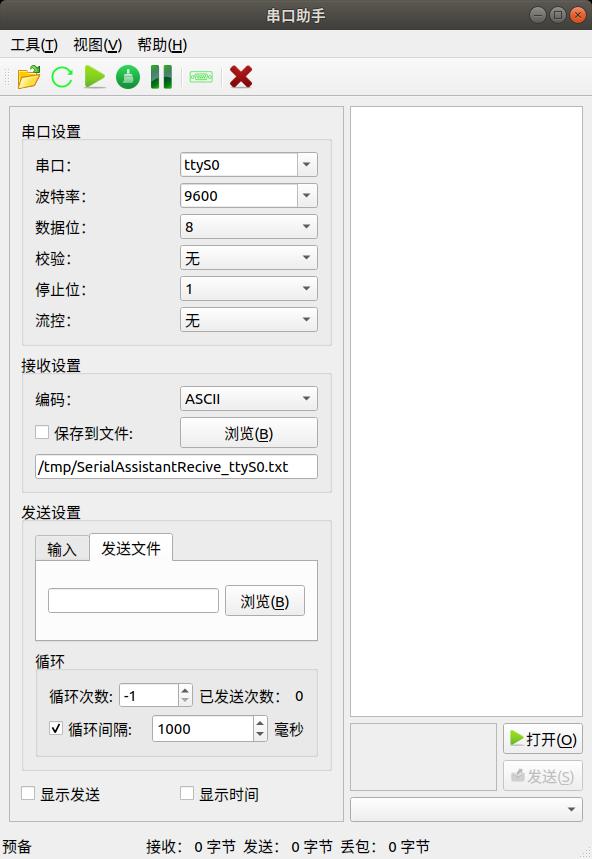 串口助手
工具(T) 视图(V) 帮助(H)
串口设置
串口： ttyS0
波特率： 9600
数据位： 8
校验： 无
停止位： 1
流控： 无
接收设置
编码： ASCII
保存到文件: 浏览(B)
/tmp/SerialAssistantRecive_ttyS0.txt
发送设置
输入 发送文件
浏览(B)
循环
循环次数: -1 已发送次数： 0
循环间隔: 1000 毫秒
打开(O)
发送(S)
显示发送 显示时间
预备 接收： 0 字节 发送： 0 字节 丢包： 0 字节